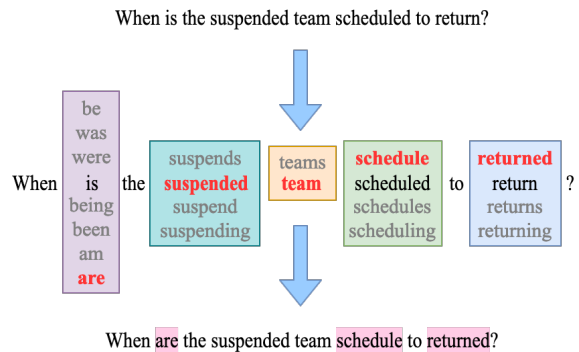 When is the suspended team scheduled to return?
be
was
were
When is the suspends suspended suspend suspending teams team schedule scheduled schedules scheduling to returned return returns returning ?
being
been
am
are
When are the suspended team schedule to returned?